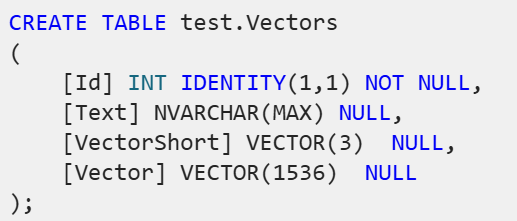 CREATE TABLE test.Vectors
(
    [Id] INT IDENTITY(1,1) NOT NULL,
    [Text] NVARCHAR(MAX) NULL,
    [VectorShort] VECTOR(3)  NULL,
    [Vector] VECTOR(1536)  NULL
);